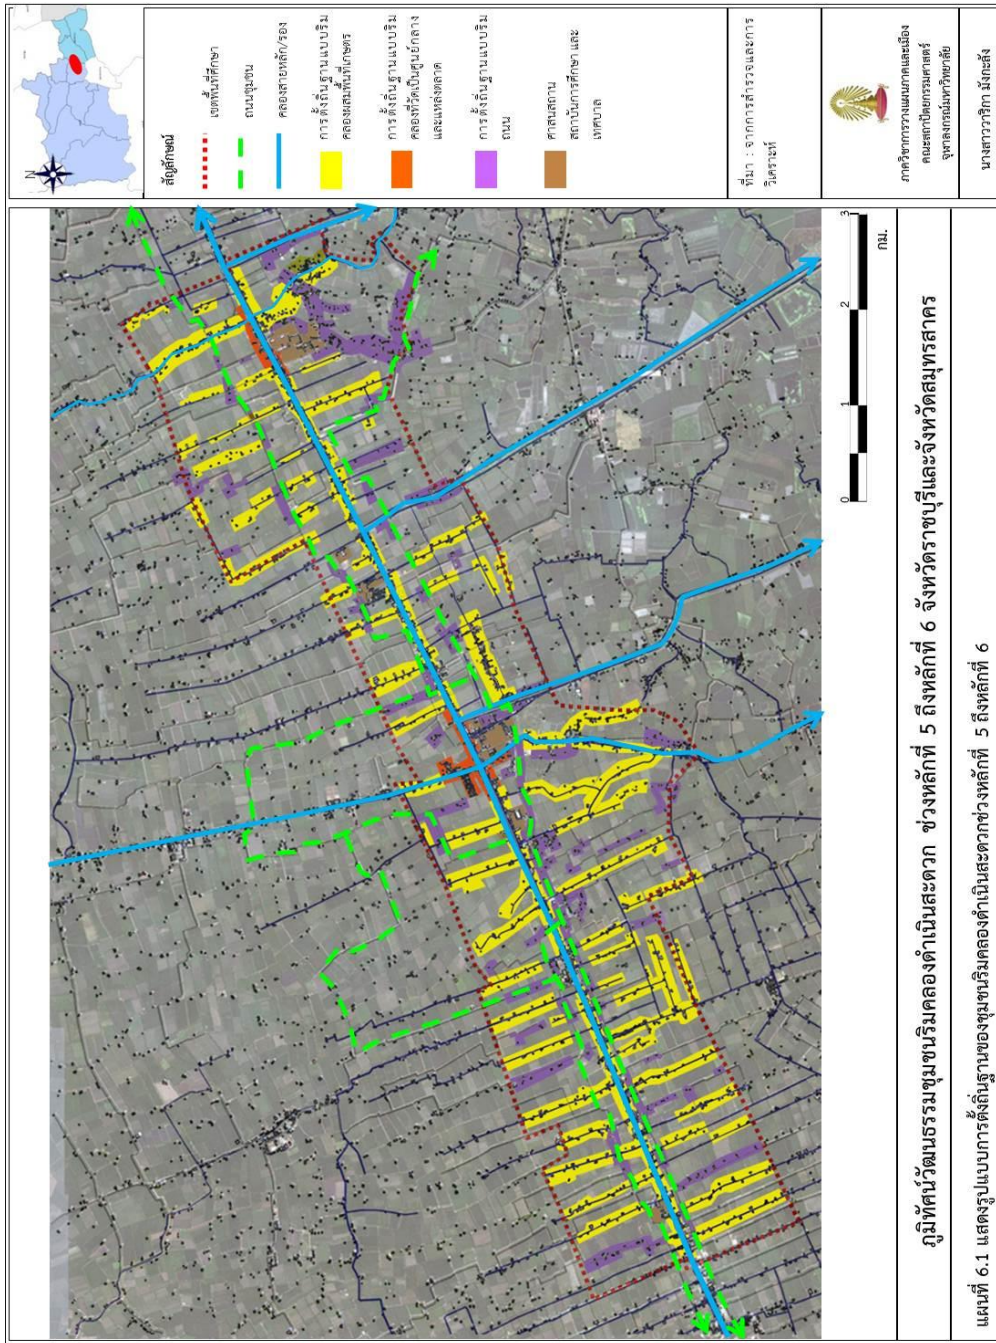 N
สัญลักษณ์
เขตพื้นที่ศึกษา
ถนนชุมชน
คลองสายหลัก/รอง
การตั้งถิ่นฐานแบบริม
คลองผสมพื้นที่เกษตร
การตั้งถิ่นฐานแบบริม
คลองที่วัดเป็นศูนย์กลาง
และแหล่งตลาด
การตั้งถิ่นฐานแบบริม
ถนน
ศาสนสถาน
สถาบันการศึกษา และ
เทศบาล
ที่มา : จากการสำรวจและการ
วิเคราะห์
ภาควิชาการวางแผนภาคและเมือง
คณะสถาปัตยกรรมศาสตร์
จุฬาลงกรณ์มหาวิทยาลัย
นางสาววาริกา มังกะลัง
0 1 2 3
กม.
ภูมิทัศน์วัฒนธรรมชุมชนริมคลองดำเนินสะดวก ช่วงหลักที่ 5 ถึงหลักที่ 6 จังหวัดราชบุรีและจังหวัดสมุทรสาคร
แผนที่ 6.1 แสดงรูปแบบการตั้งถิ่นฐานของชุมชนริมคลองดำเนินสะดวกช่วงหลักที่ 5 ถึงหลักที่ 6